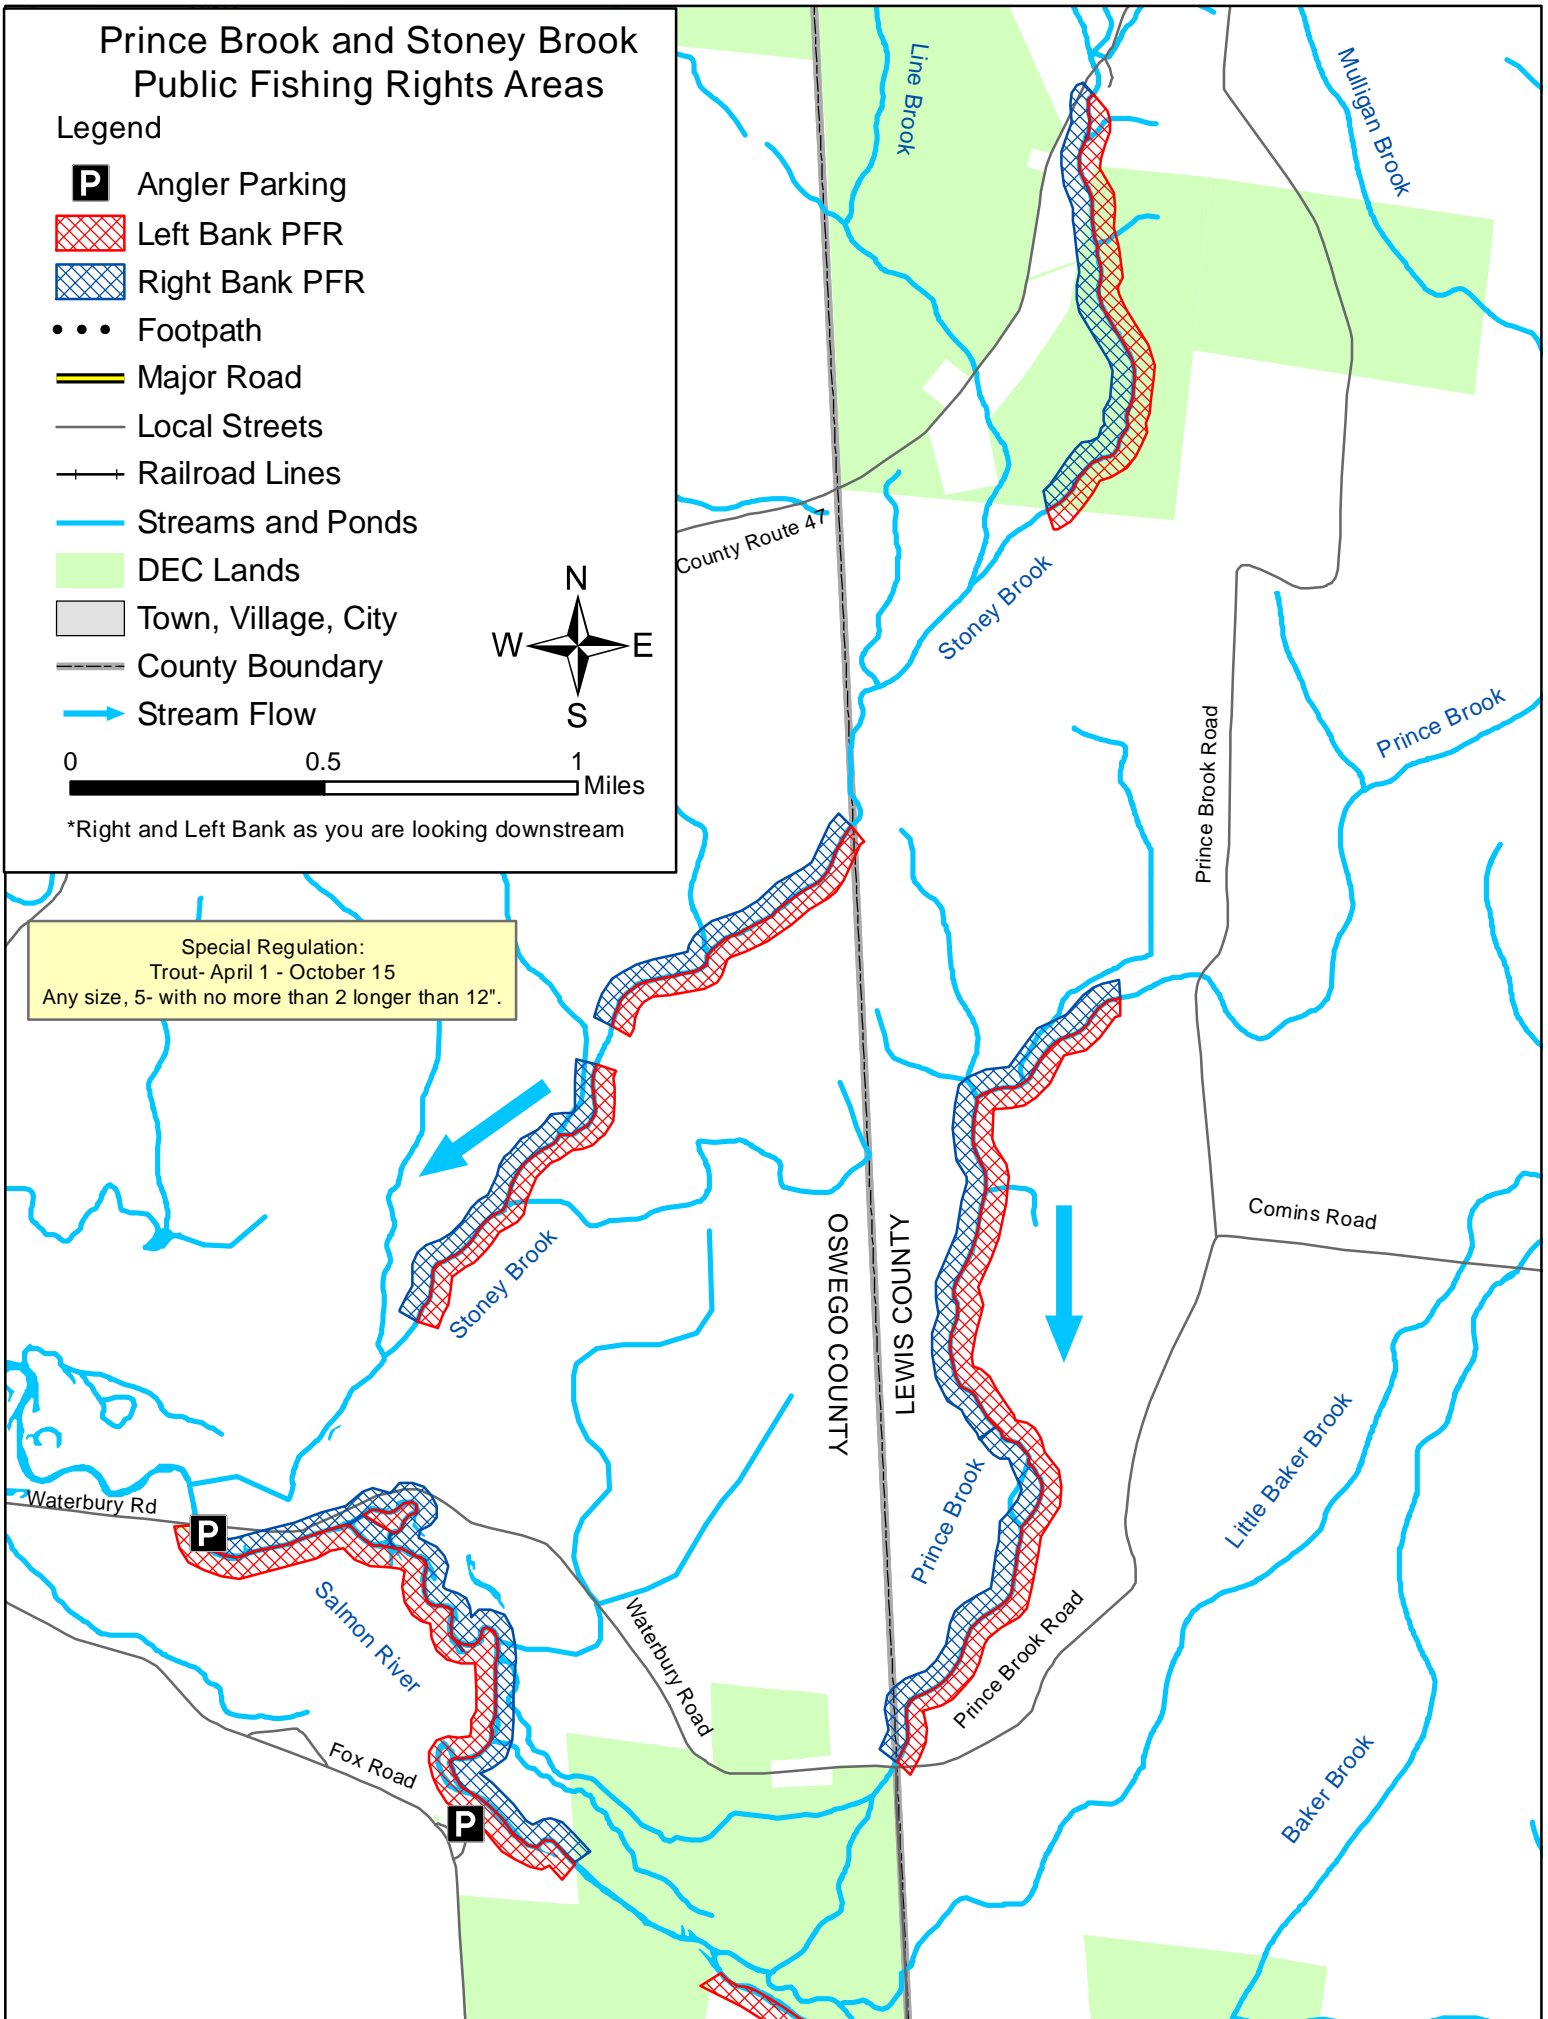 Prince Brook and Stoney Brook
Public Fishing Rights Areas
Legend
P Angler Parking
Left Bank PFR
Right Bank PFR
Footpath
Major Road
Local Streets
Railroad Lines
Streams and Ponds
DEC Lands
Town, Village, City
County Boundary
Stream Flow
N
W E
S
0 0.5 1
Miles
*Right and Left Bank as you are looking downstream
Line Brook
Mulligan Brook
County Route 47
Stoney Brook
Prince Brook
Prince Brook Road
Special Regulation:
Trout- April 1 - October 15
Any size, 5- with no more than 2 longer than 12".
Comins Road
Stoney Brook
OSWEGO COUNTY
LEWIS COUNTY
Prince Brook
Little Baker Brook
Waterbury Rd
P
Salmon River
Waterbury Road
Prince Brook Road
Fox Road
P
Baker Brook